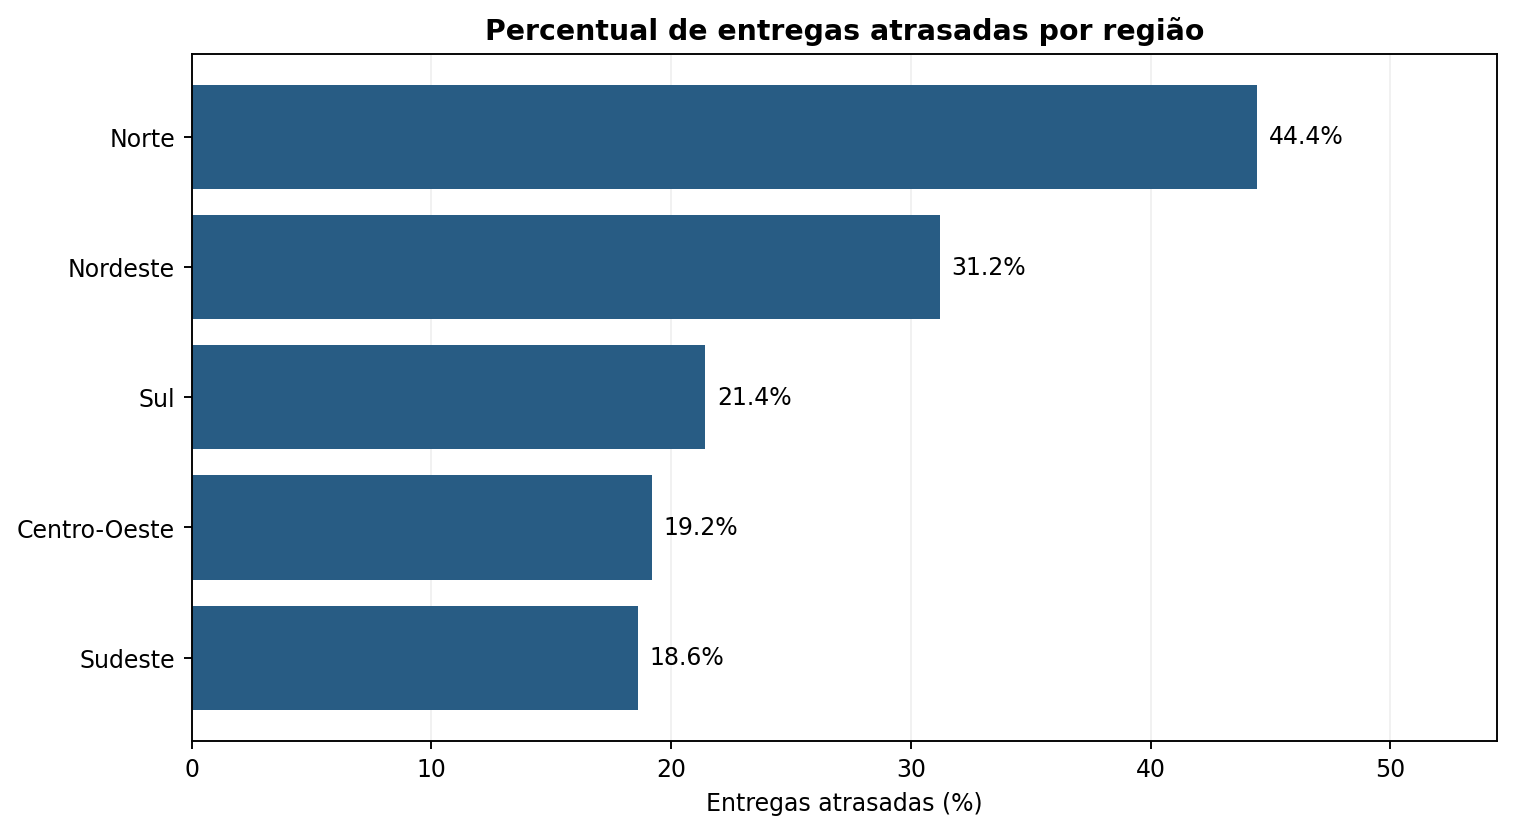 Percentual de entregas atrasadas por região
Norte
44.4%
Nordeste
31.2%
Sul
21.4%
Centro-Oeste
19.2%
Sudeste
18.6%
0 10 20 30 40 50
Entregas atrasadas (%)